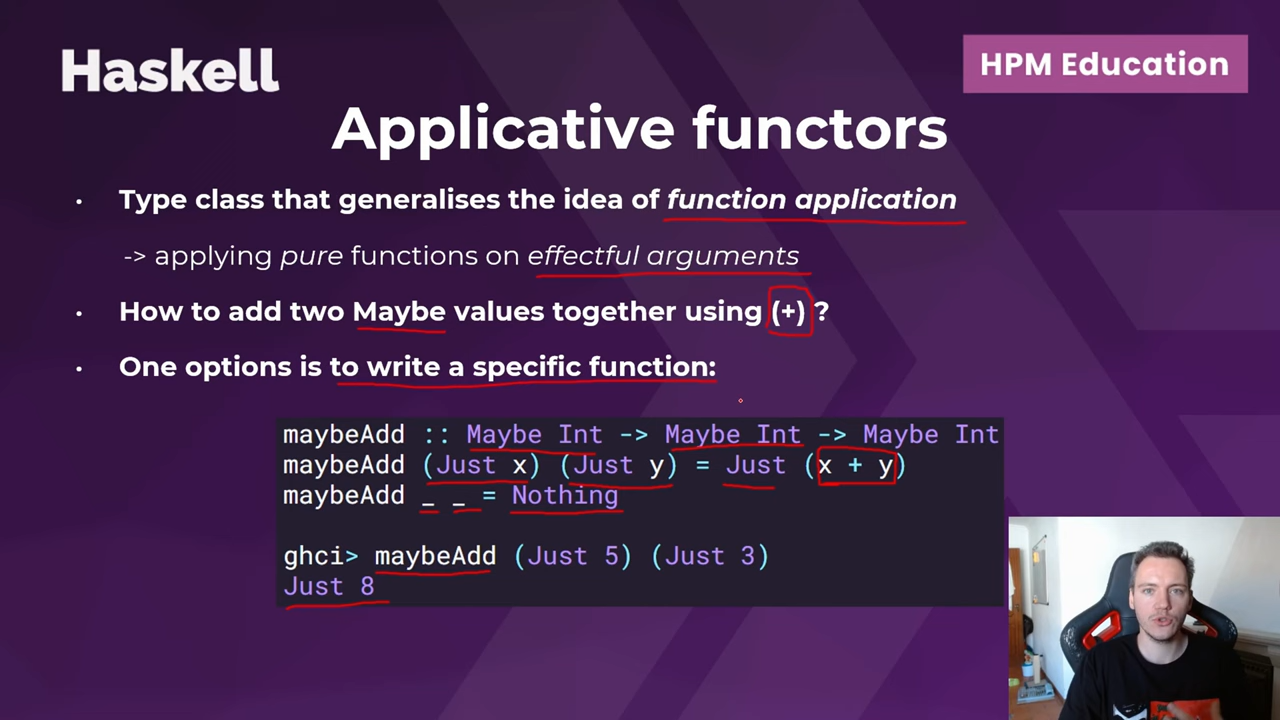 Haskell
HPM Education
Applicative functors
• Type class that generalises the idea of function application
-> applying pure functions on effectful arguments
• How to add two Maybe values together using (+) ?
• One options is to write a specific function:
maybeAdd :: Maybe Int -> Maybe Int -> Maybe Int
maybeAdd (Just x) (Just y) = Just (x + y)
maybeAdd _ _ = Nothing
ghci> maybeAdd (Just 5) (Just 3)
Just 8